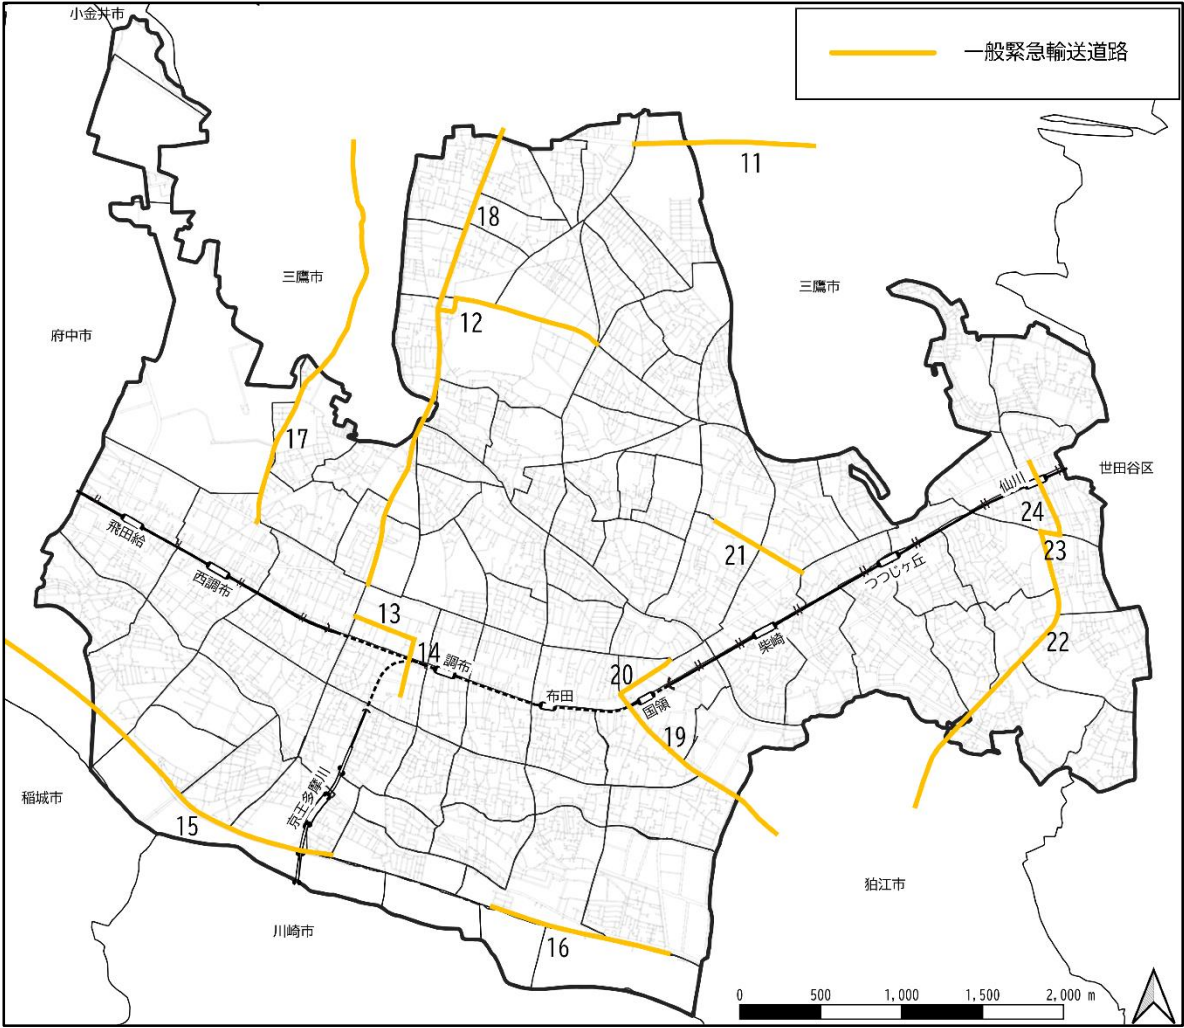 小金井市
一般緊急輸送道路
11
18
三鷹市
三鷹市
12
府中市
17
世田谷区
仙川
24
飛田給
21
23
つつじヶ丘
西調布
13
柴崎
22
14
調布
20
布田
国領
19
京王多摩川
稲城市
15
狛江市
川崎市
16
0 500 1,000 1,500 2,000 m